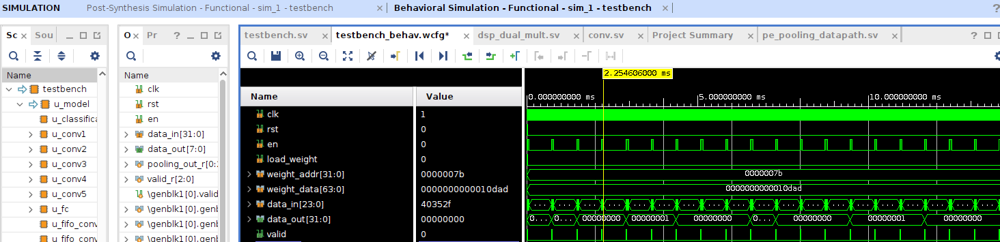 SIMULATION Post-Synthesis Simulation - Functional - sim_1 - testbench Behavioral Simulation - Functional - sim_1 - testbench ?
Sc Sou
O Pr ?
testbench.sv testbench_behav.wcfg* dsp_dual_mult.sv conv.sv Project Summary pe_pooling_datapath.sv ?
Name
testbench
u_model
u_classifica
u_conv1
u_conv2
u_conv3
u_conv4
u_conv5
u_fc
u_fifo_conv
u_fifo_conv
Name
clk
rst
en
data_in[31:0]
data_out[7:0]
pooling_out_r[0:
valid_r[2:0]
\genblk1[0].valid
\genblk1[0].genb
\genblk1[0].genb
\genblk1[0].genb
Name Value
clk 1
rst 0
en 0
load_weight 0
weight_addr[31:0] 0000007b
weight_data[63:0] 0000000000010dad
data_in[23:0] 40352f
data_out[31:0] 00000000
valid 0
2.254606000 ms
0.000000000 ms 5.000000000 ms 10.000000000 ms
0000007b
0000000000010dad
... ... ... ... ... ... ... ... ... ... ... ... ... ... ... ... ... ... ...
0... 0... 00000000 00000001 00000000 0... 00000000 00000001 00000000